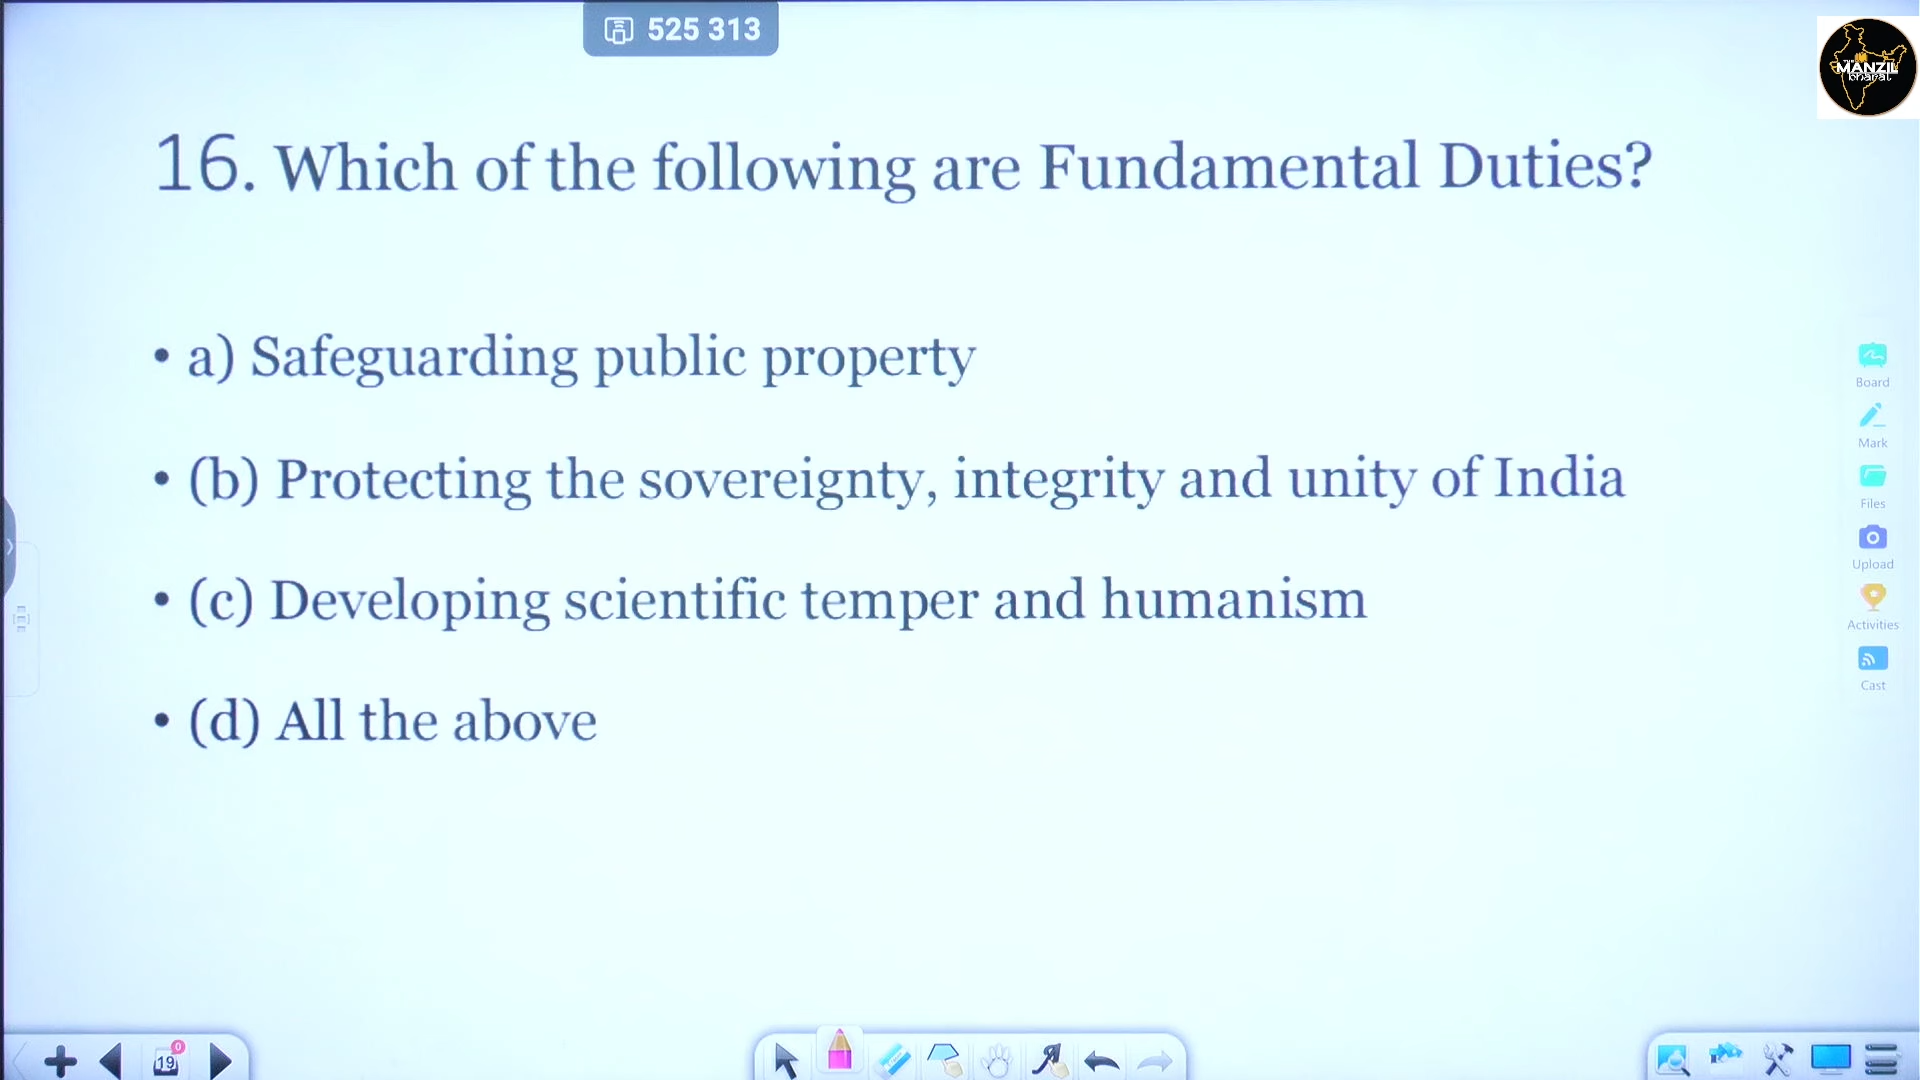 525 313
MANZIL
bharat
16. Which of the following are Fundamental Duties?
• a) Safeguarding public property
• (b) Protecting the sovereignty, integrity and unity of India
• (c) Developing scientific temper and humanism
• (d) All the above
Board
Mark
Files
Upload
Activities
Cast
19
0